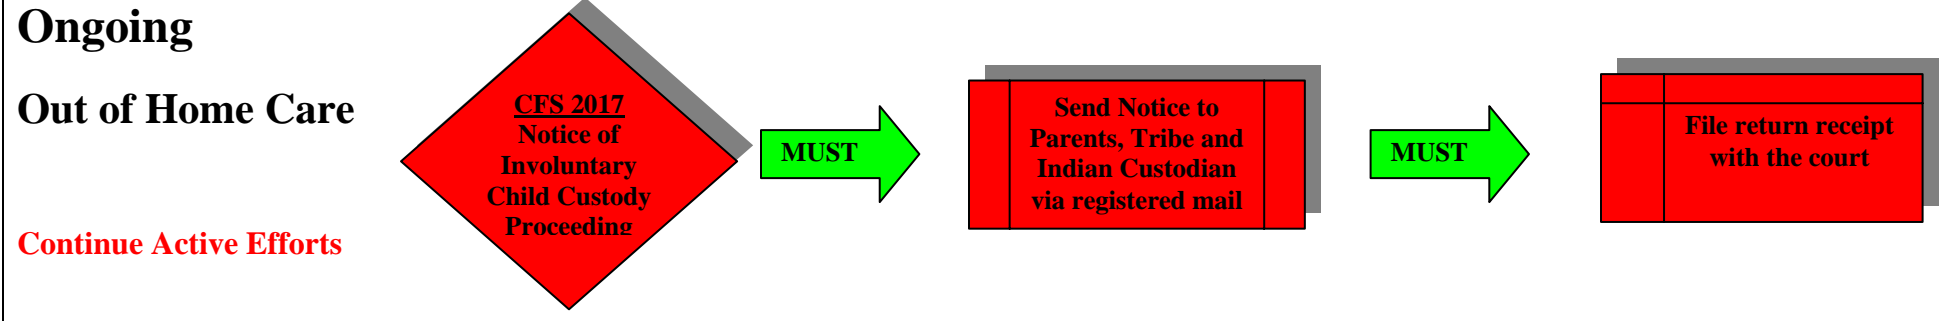 Ongoing
Out of Home Care
Continue Active Efforts
CFS 2017
Notice of
Involuntary
Child Custody
Proceeding
MUST
Send Notice to
Parents, Tribe and
Indian Custodian
via registered mail
MUST
File return receipt
with the court